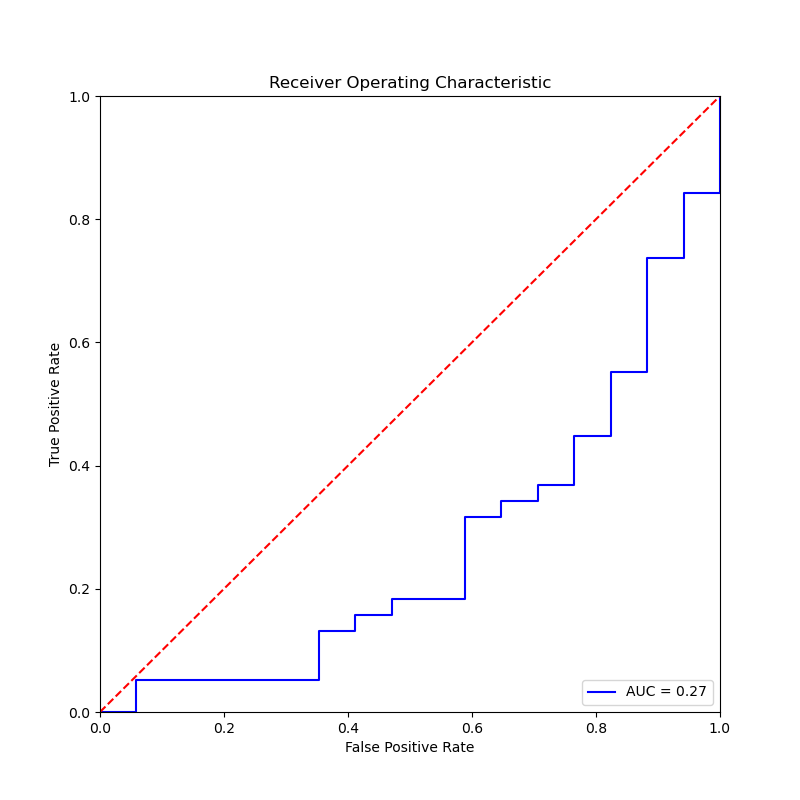 Receiver Operating Characteristic
1.0
0.8
0.6
0.4
0.2
0.0
True Positive Rate
AUC = 0.27
0.0 0.2 0.4 0.6 0.8 1.0
False Positive Rate